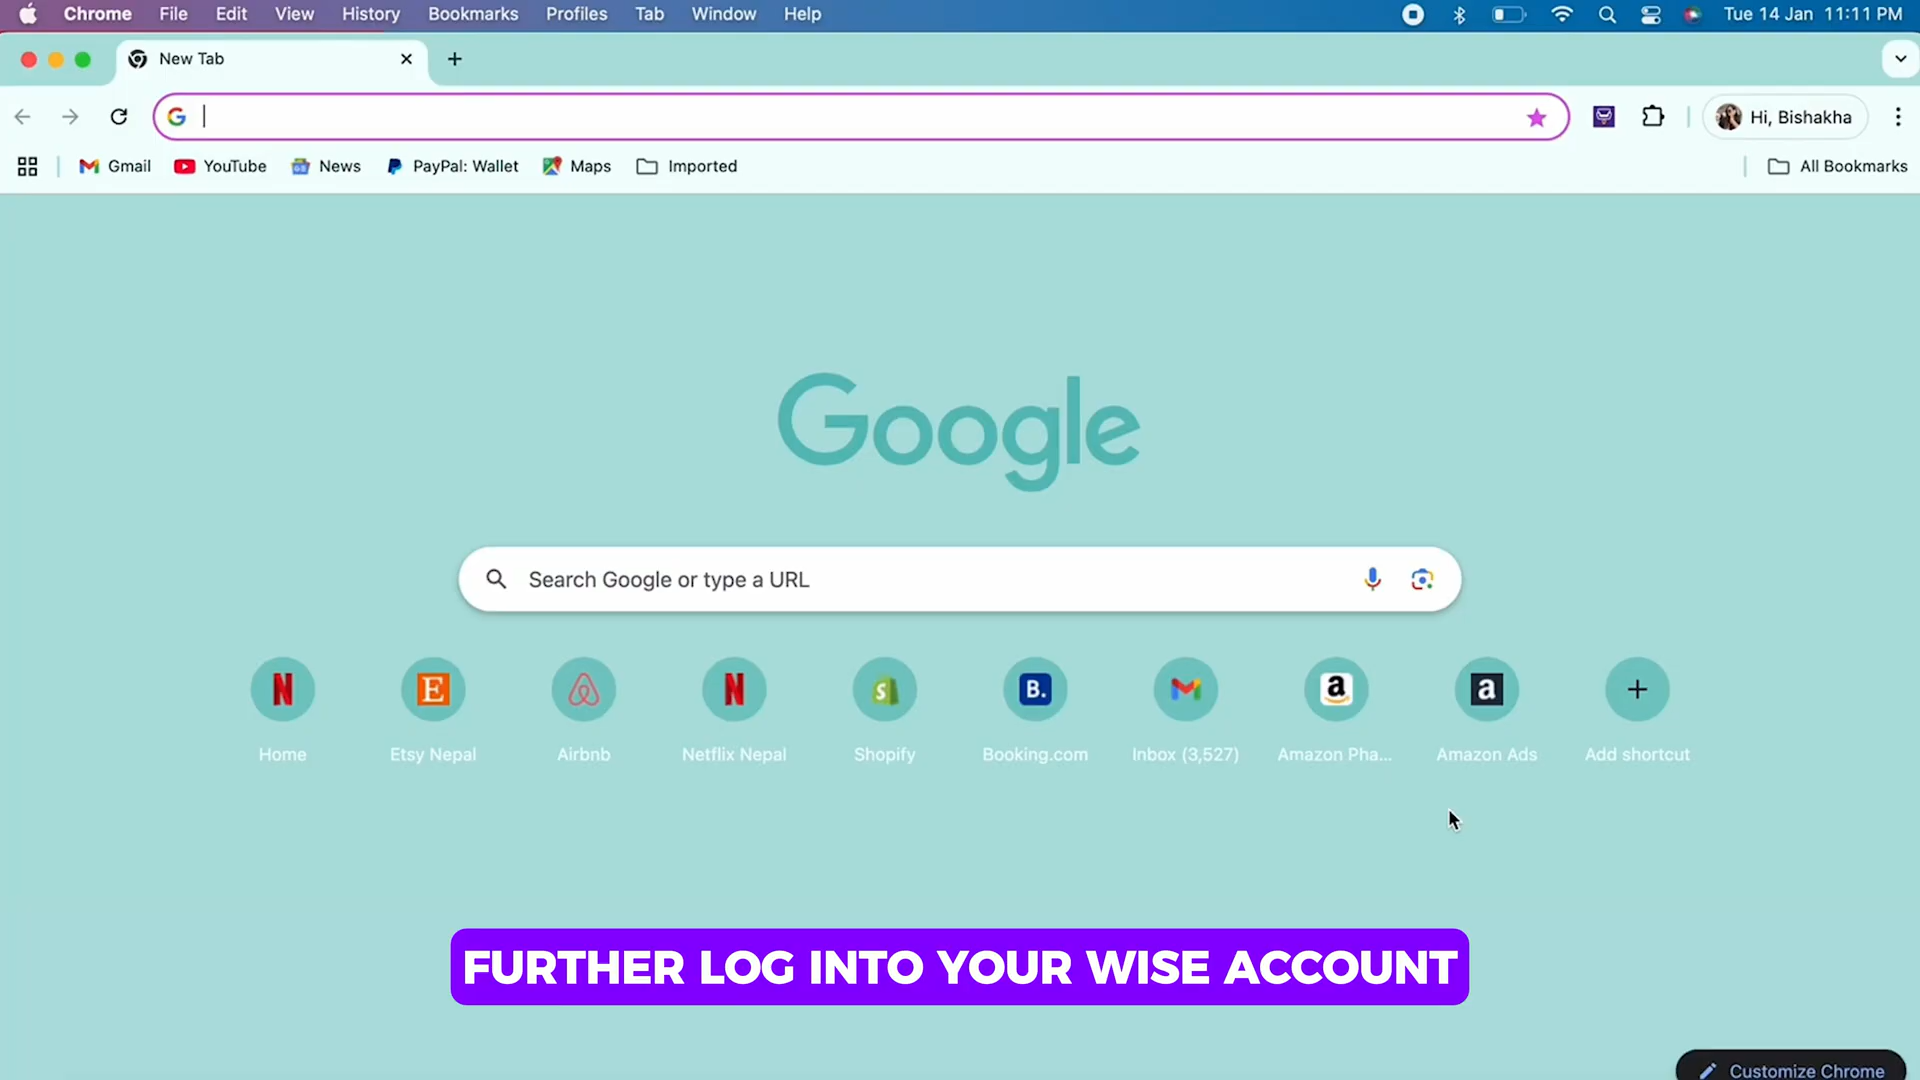 Chrome File Edit View History Bookmarks Profiles Tab Window Help Tue 14 Jan 11:11 PM
New Tab
Hi, Bishakha
Gmail YouTube News PayPal: Wallet Maps Imported All Bookmarks
Google
Search Google or type a URL
Home Etsy Nepal Airbnb Netflix Nepal Shopify Booking.com Inbox (3,527) Amazon Pha... Amazon Ads Add shortcut
FURTHER LOG INTO YOUR WISE ACCOUNT
Customize Chrome